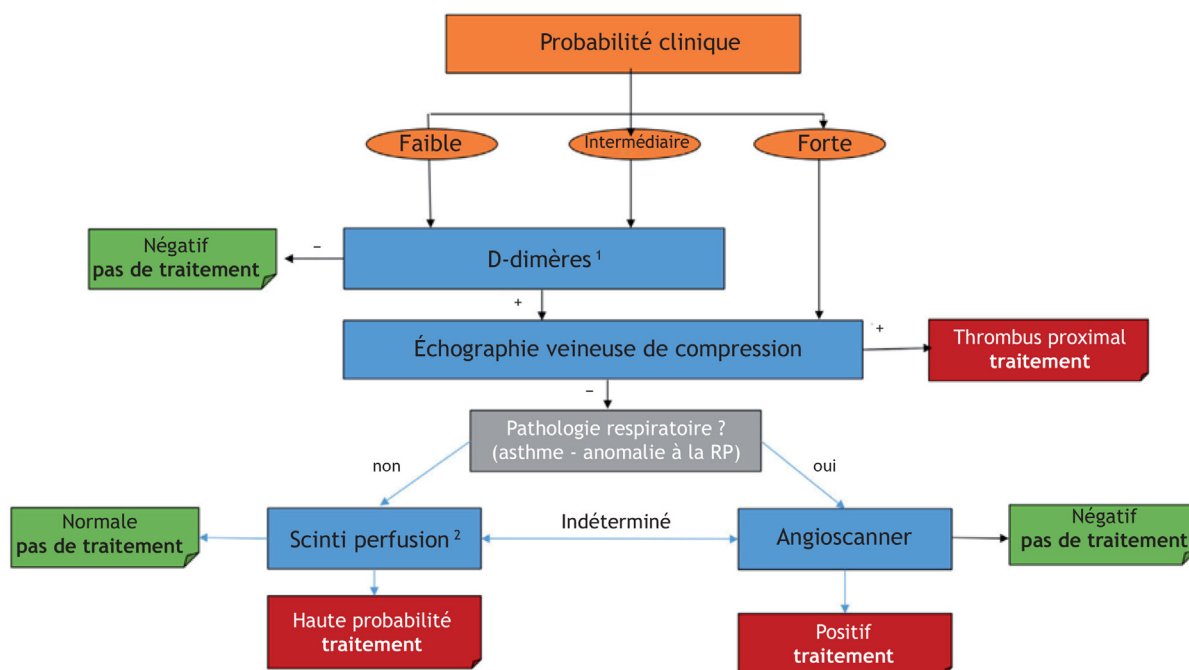 Probabilité clinique
Faible
Intermédiaire
Forte
Négatif
pas de traitement
–
D-dimères 1
+
Échographie veineuse de compression
+
Thrombus proximal
traitement
–
Pathologie respiratoire ?
(asthme - anomalie à la RP)
non
oui
Normale
pas de traitement
Scinti perfusion 2
Indéterminé
Angioscanner
Négatif
pas de traitement
Haute probabilité
traitement
Positif
traitement